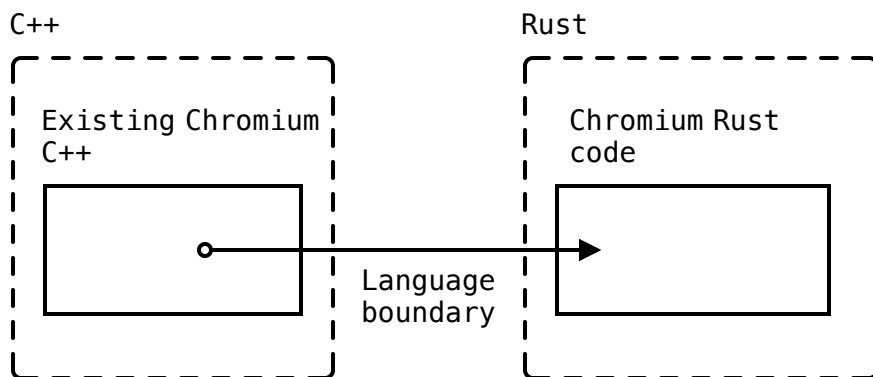 C++
Rust
Existing Chromium
C++
Chromium Rust
code
Language
boundary